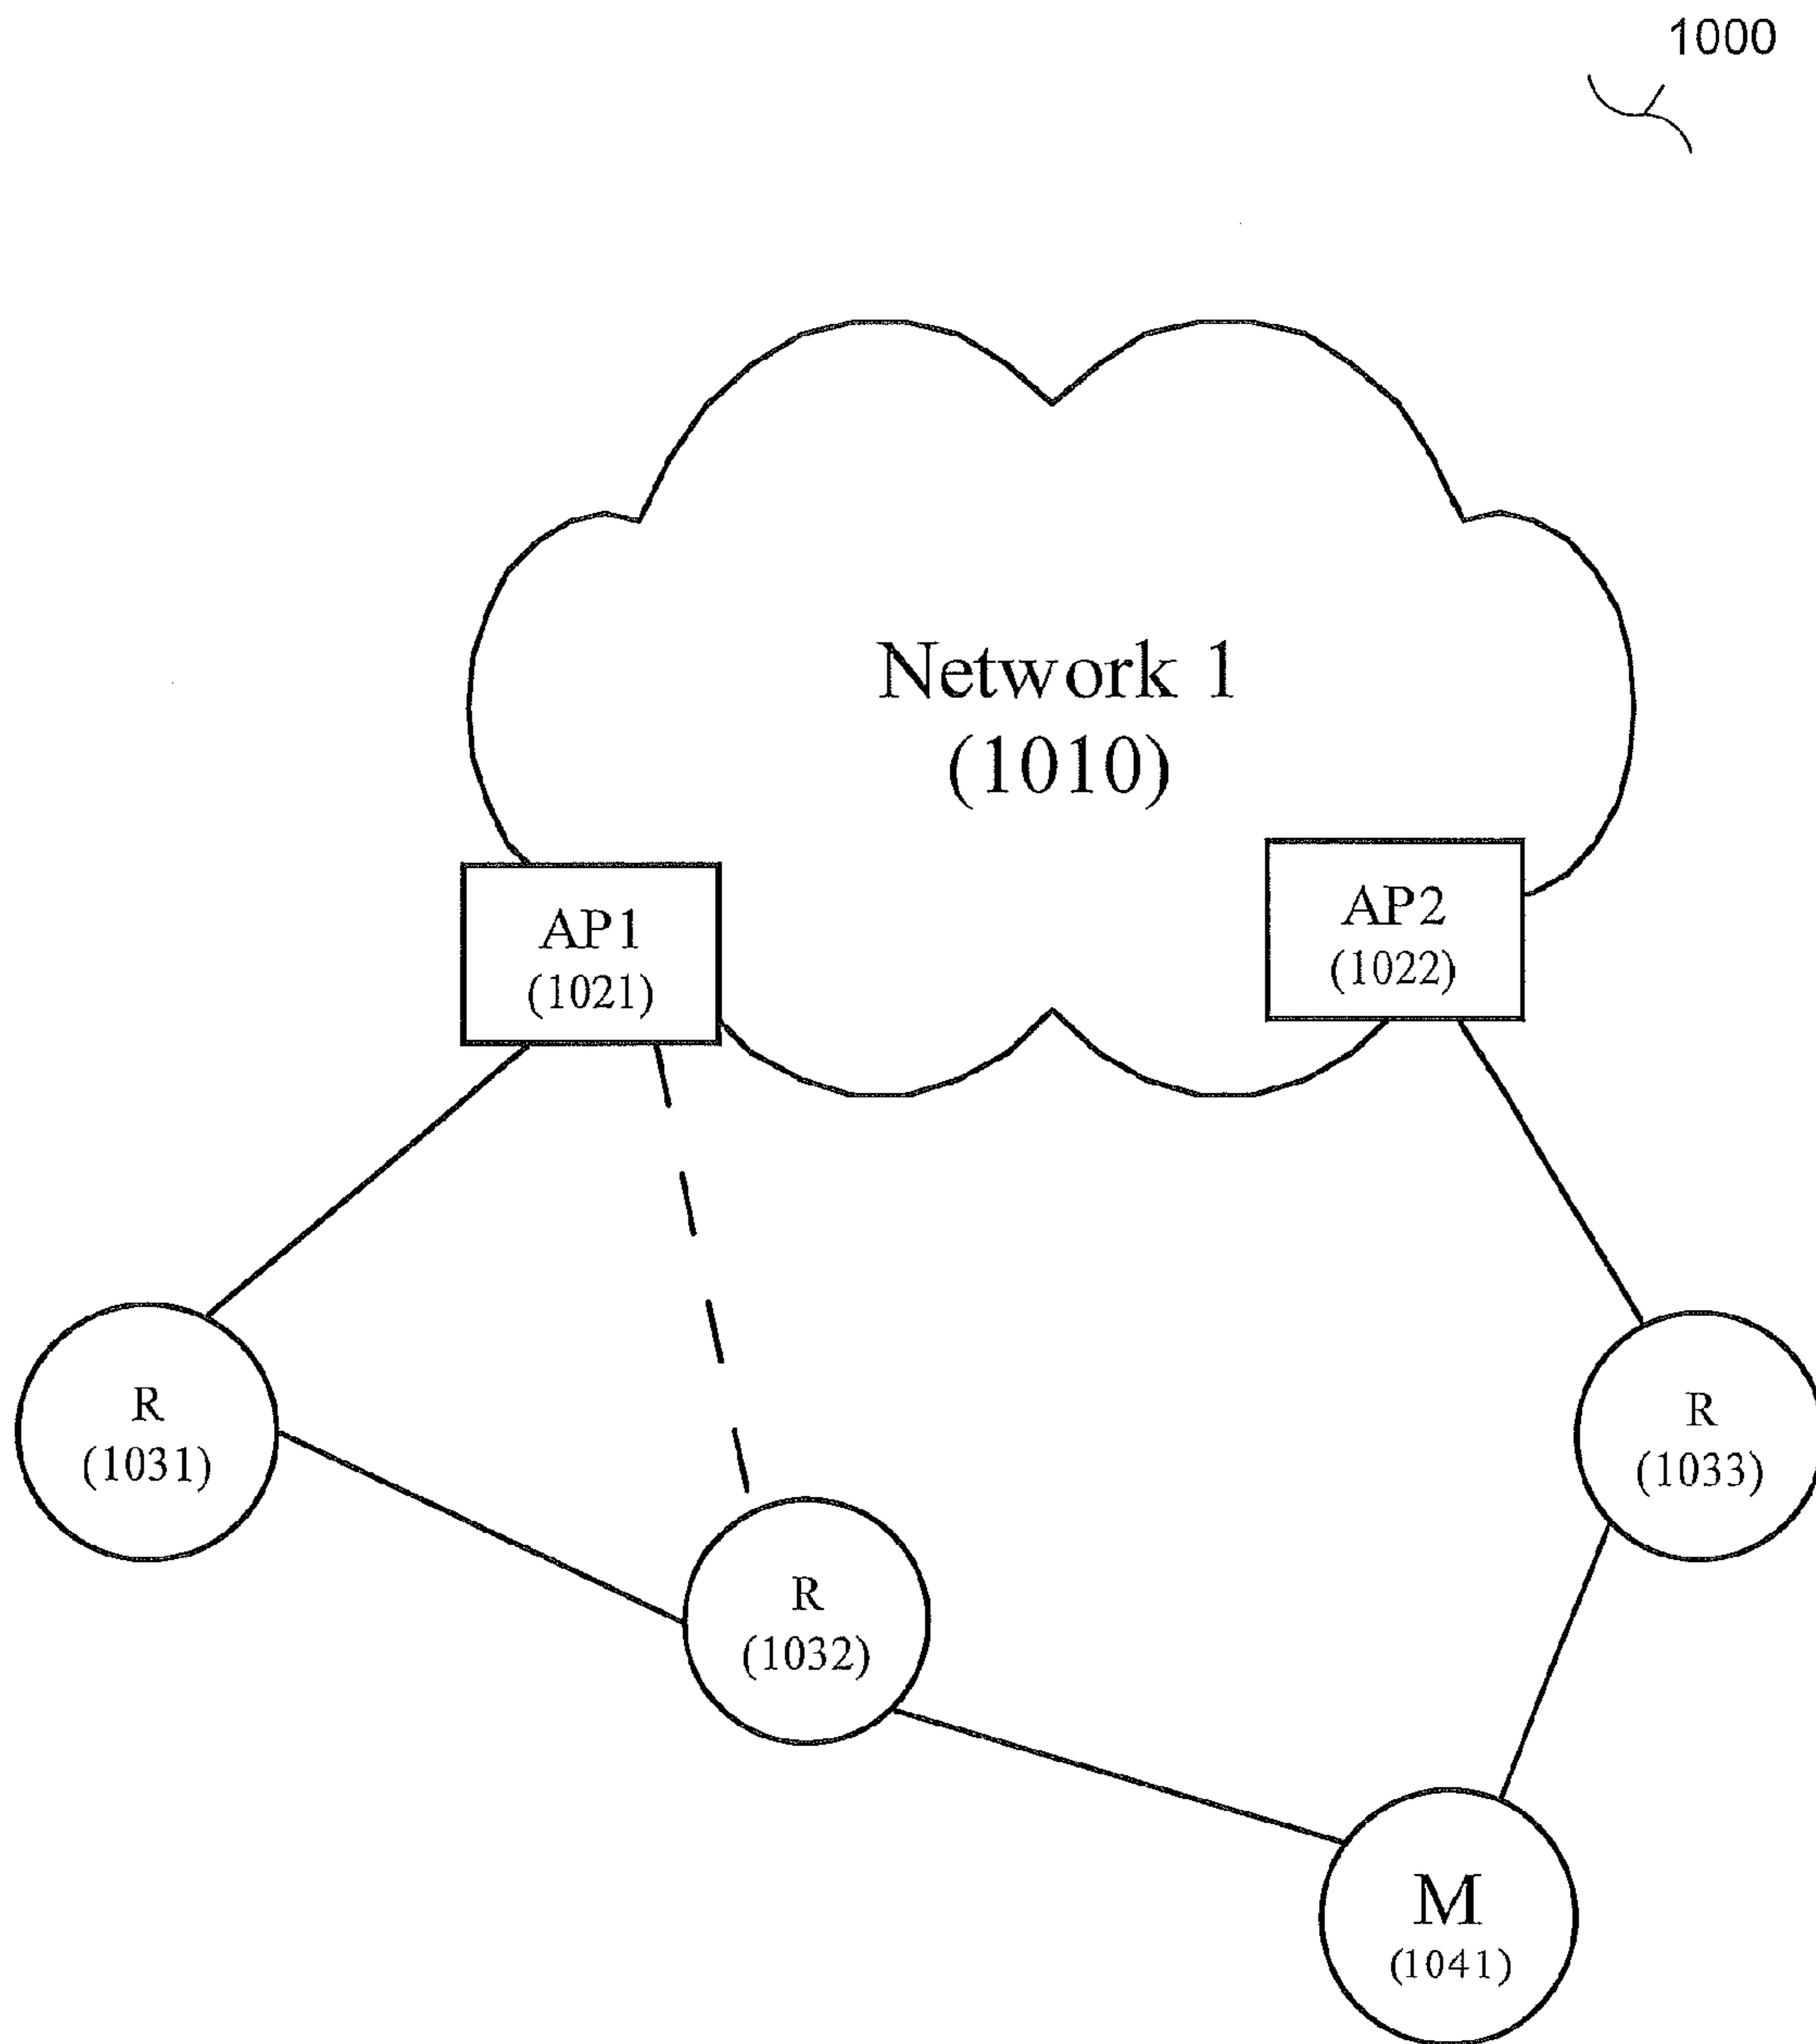 1000
Network 1
(1010)
AP1
(1021)
AP2
(1022)
R
(1031)
R
(1033)
R
(1032)
M
(1041)